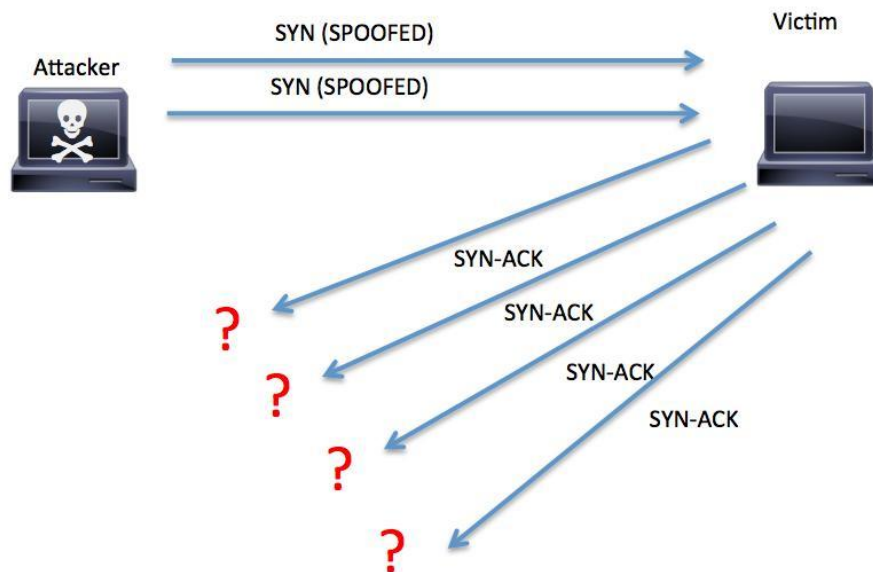 SYN (SPOOFED)
Victim
Attacker
SYN (SPOOFED)
SYN-ACK
?
SYN-ACK
?
SYN-ACK
?
SYN-ACK
?